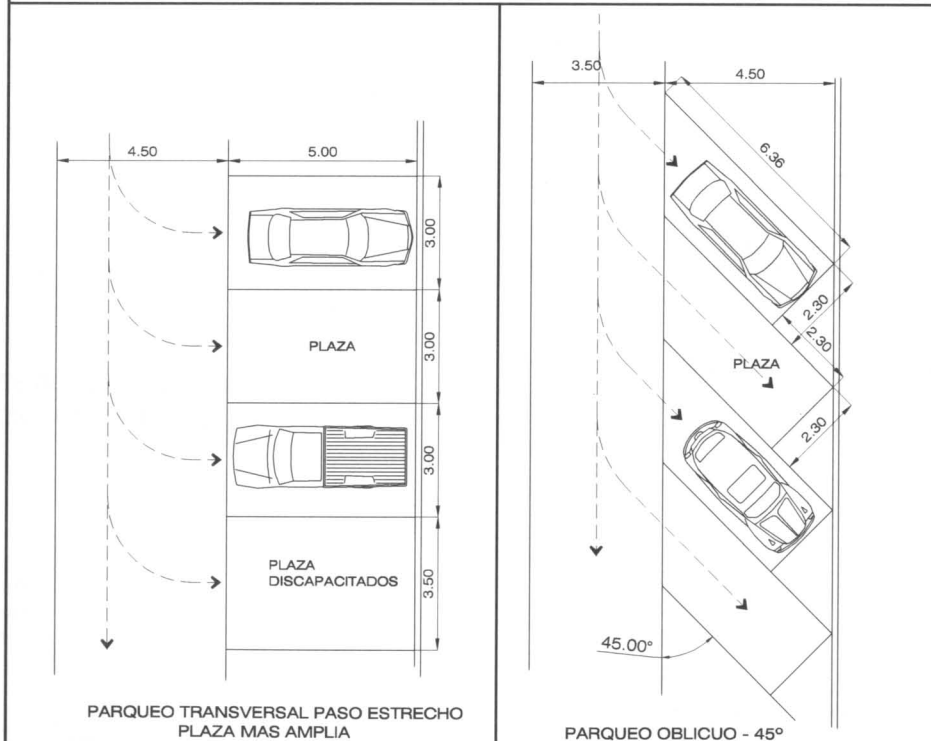 4.50
5.00
3.00
PLAZA
3.00
3.00
PLAZA
DISCAPACITADOS
3.50
PARQUEO TRANSVERSAL PASO ESTRECHO
PLAZA MAS AMPLIA
3.50
4.50
6.36
2.30
2.30
PLAZA
2.30
45.00°
PARQUEO OBLICUO - 45º